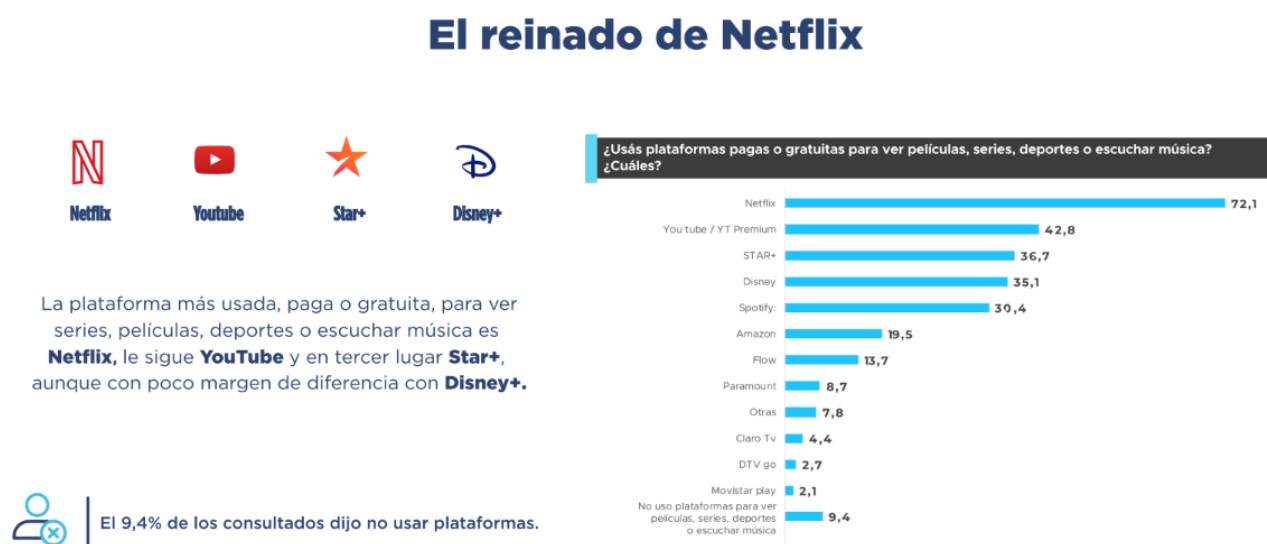 El reinado de Netflix
N
Netflix
Youtube
Star+
Disney+
La plataforma más usada, paga o gratuita, para ver
series, películas, deportes o escuchar música es
Netflix, le sigue YouTube y en tercer lugar Star+,
aunque con poco margen de diferencia con Disney+.
El 9,4% de los consultados dijo no usar plataformas.
¿Usás plataformas pagas o gratuitas para ver películas, series, deportes o escuchar música?
¿Cuáles?
Netflix 72,1
You tube / YT Premium 42,8
STAR+ 36,7
Disney 35,1
Spotify: 30,4
Amazon 19,5
Flow 13,7
Paramount 8,7
Otras 7,8
Claro Tv 4,4
DTV go 2,7
Movistar play 2,1
No uso plataformas para ver
películas, series, deportes 9,4
o escuchar música